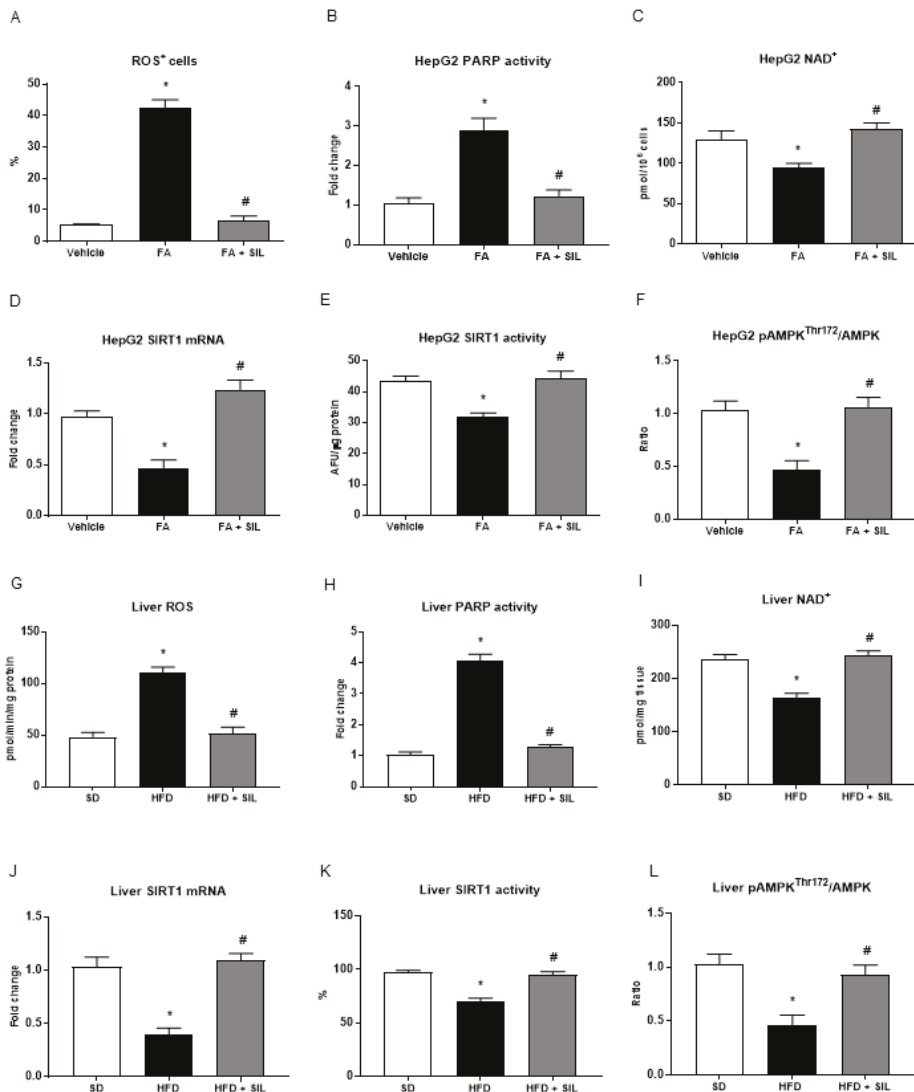 A
ROS+ cells
%
50
40
30
20
10
0
Vehicle FA FA + SIL
*
#
B
HepG2 PARP activity
Fold change
4
3
2
1
0
Vehicle FA FA + SIL
*
#
C
HepG2 NAD+
pmol/10⁶ cells
200
150
100
50
0
Vehicle FA FA + SIL
*
#
D
HepG2 SIRT1 mRNA
Fold change
1.5
1.0
0.5
0.0
Vehicle FA FA + SIL
*
#
E
HepG2 SIRT1 activity
AFU/µg protein
50
40
30
20
10
0
Vehicle FA FA + SIL
*
#
F
HepG2 pAMPKThr172/AMPK
Ratio
1.5
1.0
0.5
0.0
Vehicle FA FA + SIL
*
#
G
Liver ROS
pmol/min/mg protein
150
100
50
0
SD HFD HFD + SIL
*
#
H
Liver PARP activity
Fold change
5
4
3
2
1
0
SD HFD HFD + SIL
*
#
I
Liver NAD+
pmol/mg tissue
300
200
100
0
SD HFD HFD + SIL
*
#
J
Liver SIRT1 mRNA
Fold change
1.5
1.0
0.5
0.0
SD HFD HFD + SIL
*
#
K
Liver SIRT1 activity
%
150
100
50
0
SD HFD HFD + SIL
*
#
L
Liver pAMPKThr172/AMPK
Ratio
1.5
1.0
0.5
0.0
SD HFD HFD + SIL
*
#